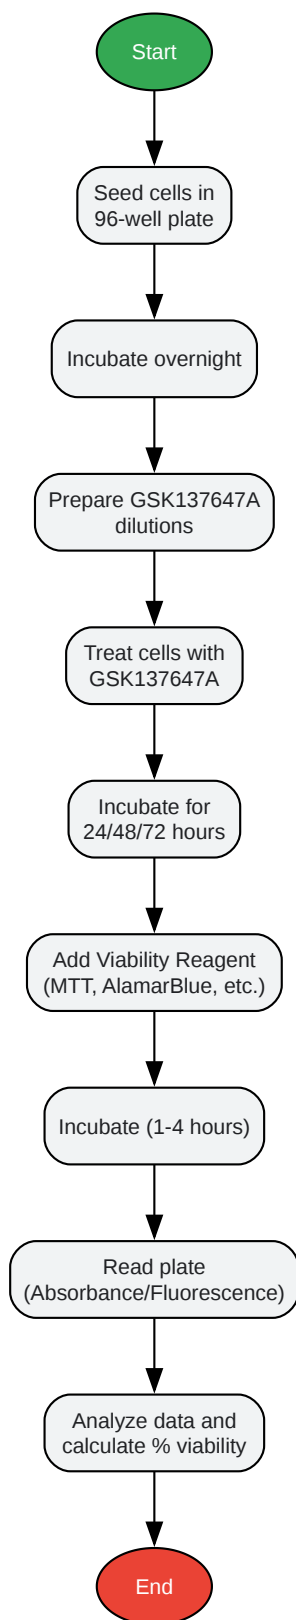 Start
Seed cells in
96-well plate
Incubate overnight
Prepare GSK137647A
dilutions
Treat cells with
GSK137647A
Incubate for
24/48/72 hours
Add Viability Reagent
(MTT, AlamarBlue, etc.)
Incubate (1-4 hours)
Read plate
(Absorbance/Fluorescence)
Analyze data and
calculate % viability
End